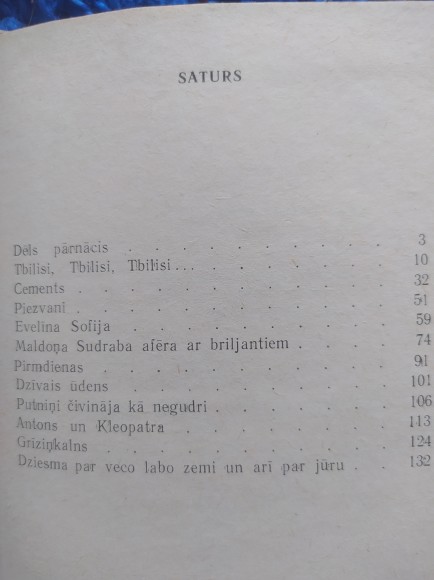 SATURS
Dēls pārnācis . . . . . . . . . . 3
Tbilisi, Tbilisi, Tbilisi... . . . . . . . 10
Cements . . . . . . . . . . . 32
Piezvani . . . . . . . . . . . 51
Evelīna Sofija . . . . . . . . . . 59
Maldoņa Sudraba afēra ar briljantiem . . . . 74
Pirmdienas . . . . . . . . . . 91
Dzīvais ūdens . . . . . . . . . . 101
Putniņi čivināja kā negudri . . . . . . . 106
Antons un Kleopatra . . . . . . . . 113
Grīziņkalns . . . . . . . . . . 124
Dziesma par veco labo zemi un arī par jūru . . 132